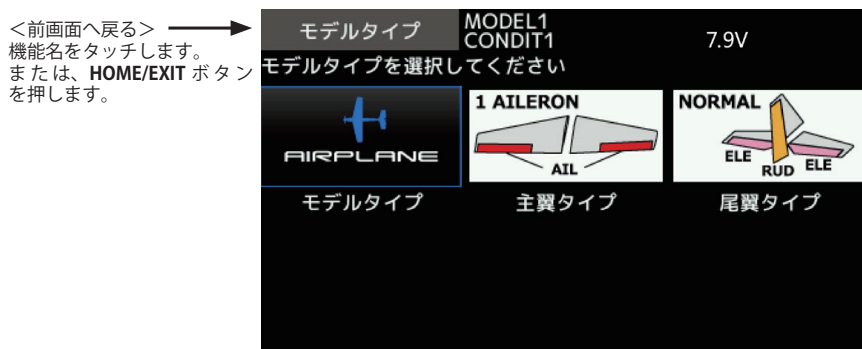 ＜前画面へ戻る＞
機能名をタッチします。
または、HOME/EXIT ボタン
を押します。
モデルタイプ
MODEL1
CONDIT1
7.9V
モデルタイプを選択してください
AIRPLANE
1 AILERON
AIL
NORMAL
ELE
RUD
ELE
モデルタイプ
主翼タイプ
尾翼タイプ